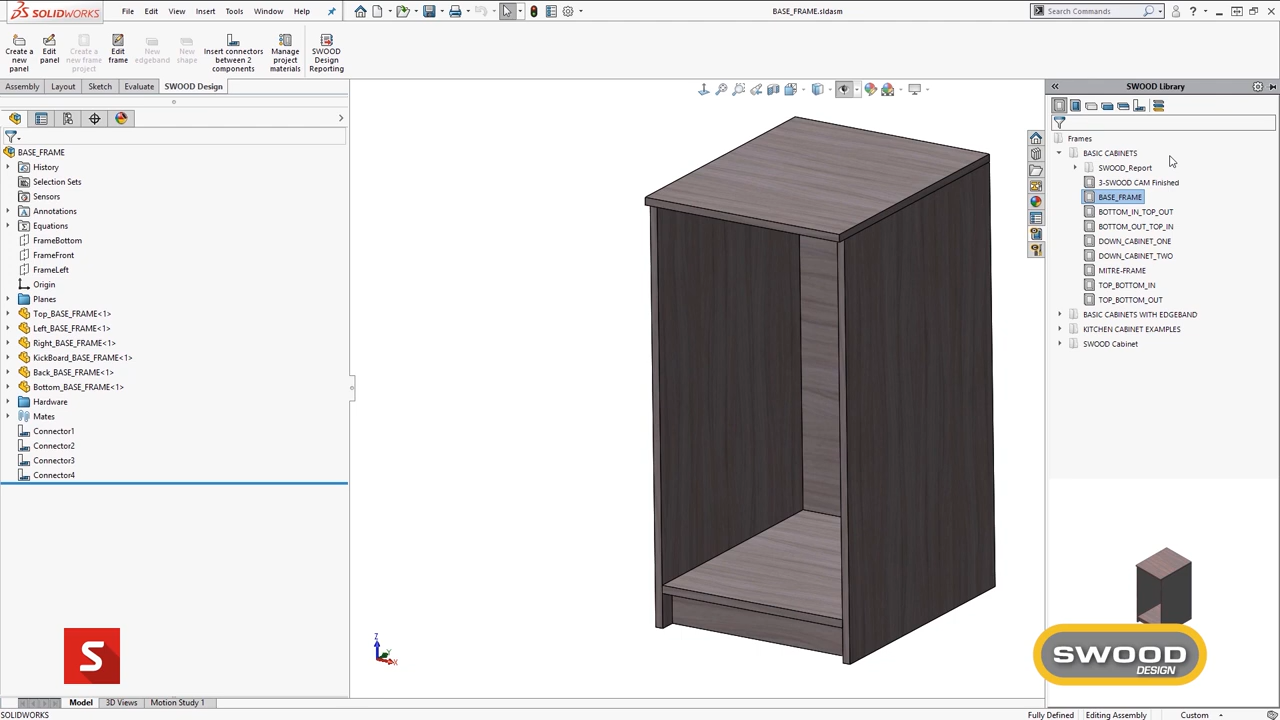 SOLIDWORKS File Edit View Insert Tools Window Help BASE_FRAME.sldasm Search Commands
Create a new panel
Edit panel
Create a new frame project
Edit frame
New edgeband
New shape
Insert connectors between 2 components
Manage project materials
SWOOD Design Reporting
Assembly Layout Sketch Evaluate SWOOD Design
BASE_FRAME
History
Selection Sets
Sensors
Annotations
Equations
FrameBottom
FrameFront
FrameLeft
Origin
Planes
Top_BASE_FRAME<1>
Left_BASE_FRAME<1>
Right_BASE_FRAME<1>
KickBoard_BASE_FRAME<1>
Back_BASE_FRAME<1>
Bottom_BASE_FRAME<1>
Hardware
Mates
Connector1
Connector2
Connector3
Connector4
Z
X
SWOOD Library
Frames
BASIC CABINETS
SWOOD_Report
3-SWOOD CAM Finished
BASE_FRAME
BOTTOM_IN_TOP_OUT
BOTTOM_OUT_TOP_IN
DOWN_CABINET_ONE
DOWN_CABINET_TWO
MITRE-FRAME
TOP_BOTTOM_IN
TOP_BOTTOM_OUT
BASIC CABINETS WITH EDGEBAND
KITCHEN CABINET EXAMPLES
SWOOD Cabinet
S
SWOOD
DESIGN
Model 3D Views Motion Study 1
SOLIDWORKS Fully Defined Editing Assembly Custom